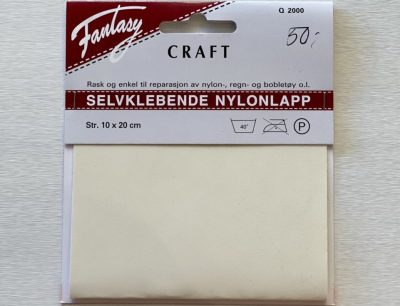 Fantasy
CRAFT
Q 2000
50,-
Rask og enkel til reparasjon av nylon-, regn- og bobletøy o.l.
SELVKLEBENDE NYLONLAPP
Str. 10 x 20 cm
40°
P